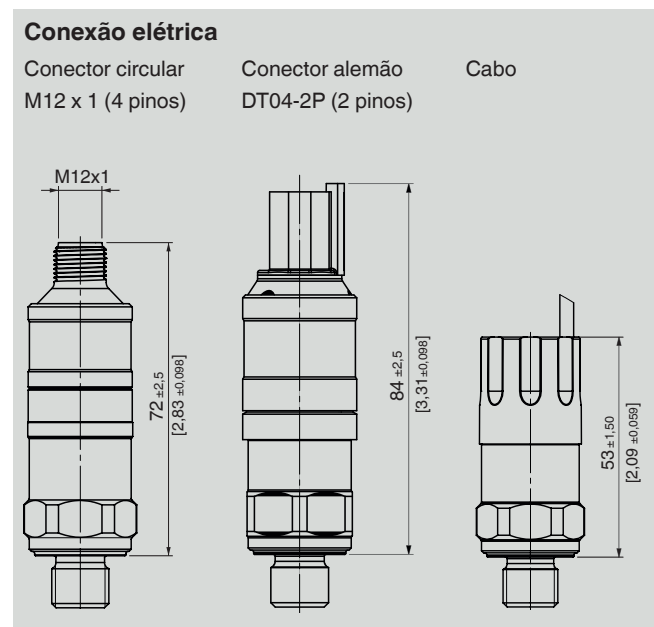 Conexão elétrica
Conector circular
M12 x 1 (4 pinos)
Conector alemão
DT04-2P (2 pinos)
Cabo
M12x1
72 ±2,5
[2,83 ±0,098]
84 ±2,5
[3,31±0,098]
53±1,50
[2,09 ±0,059]